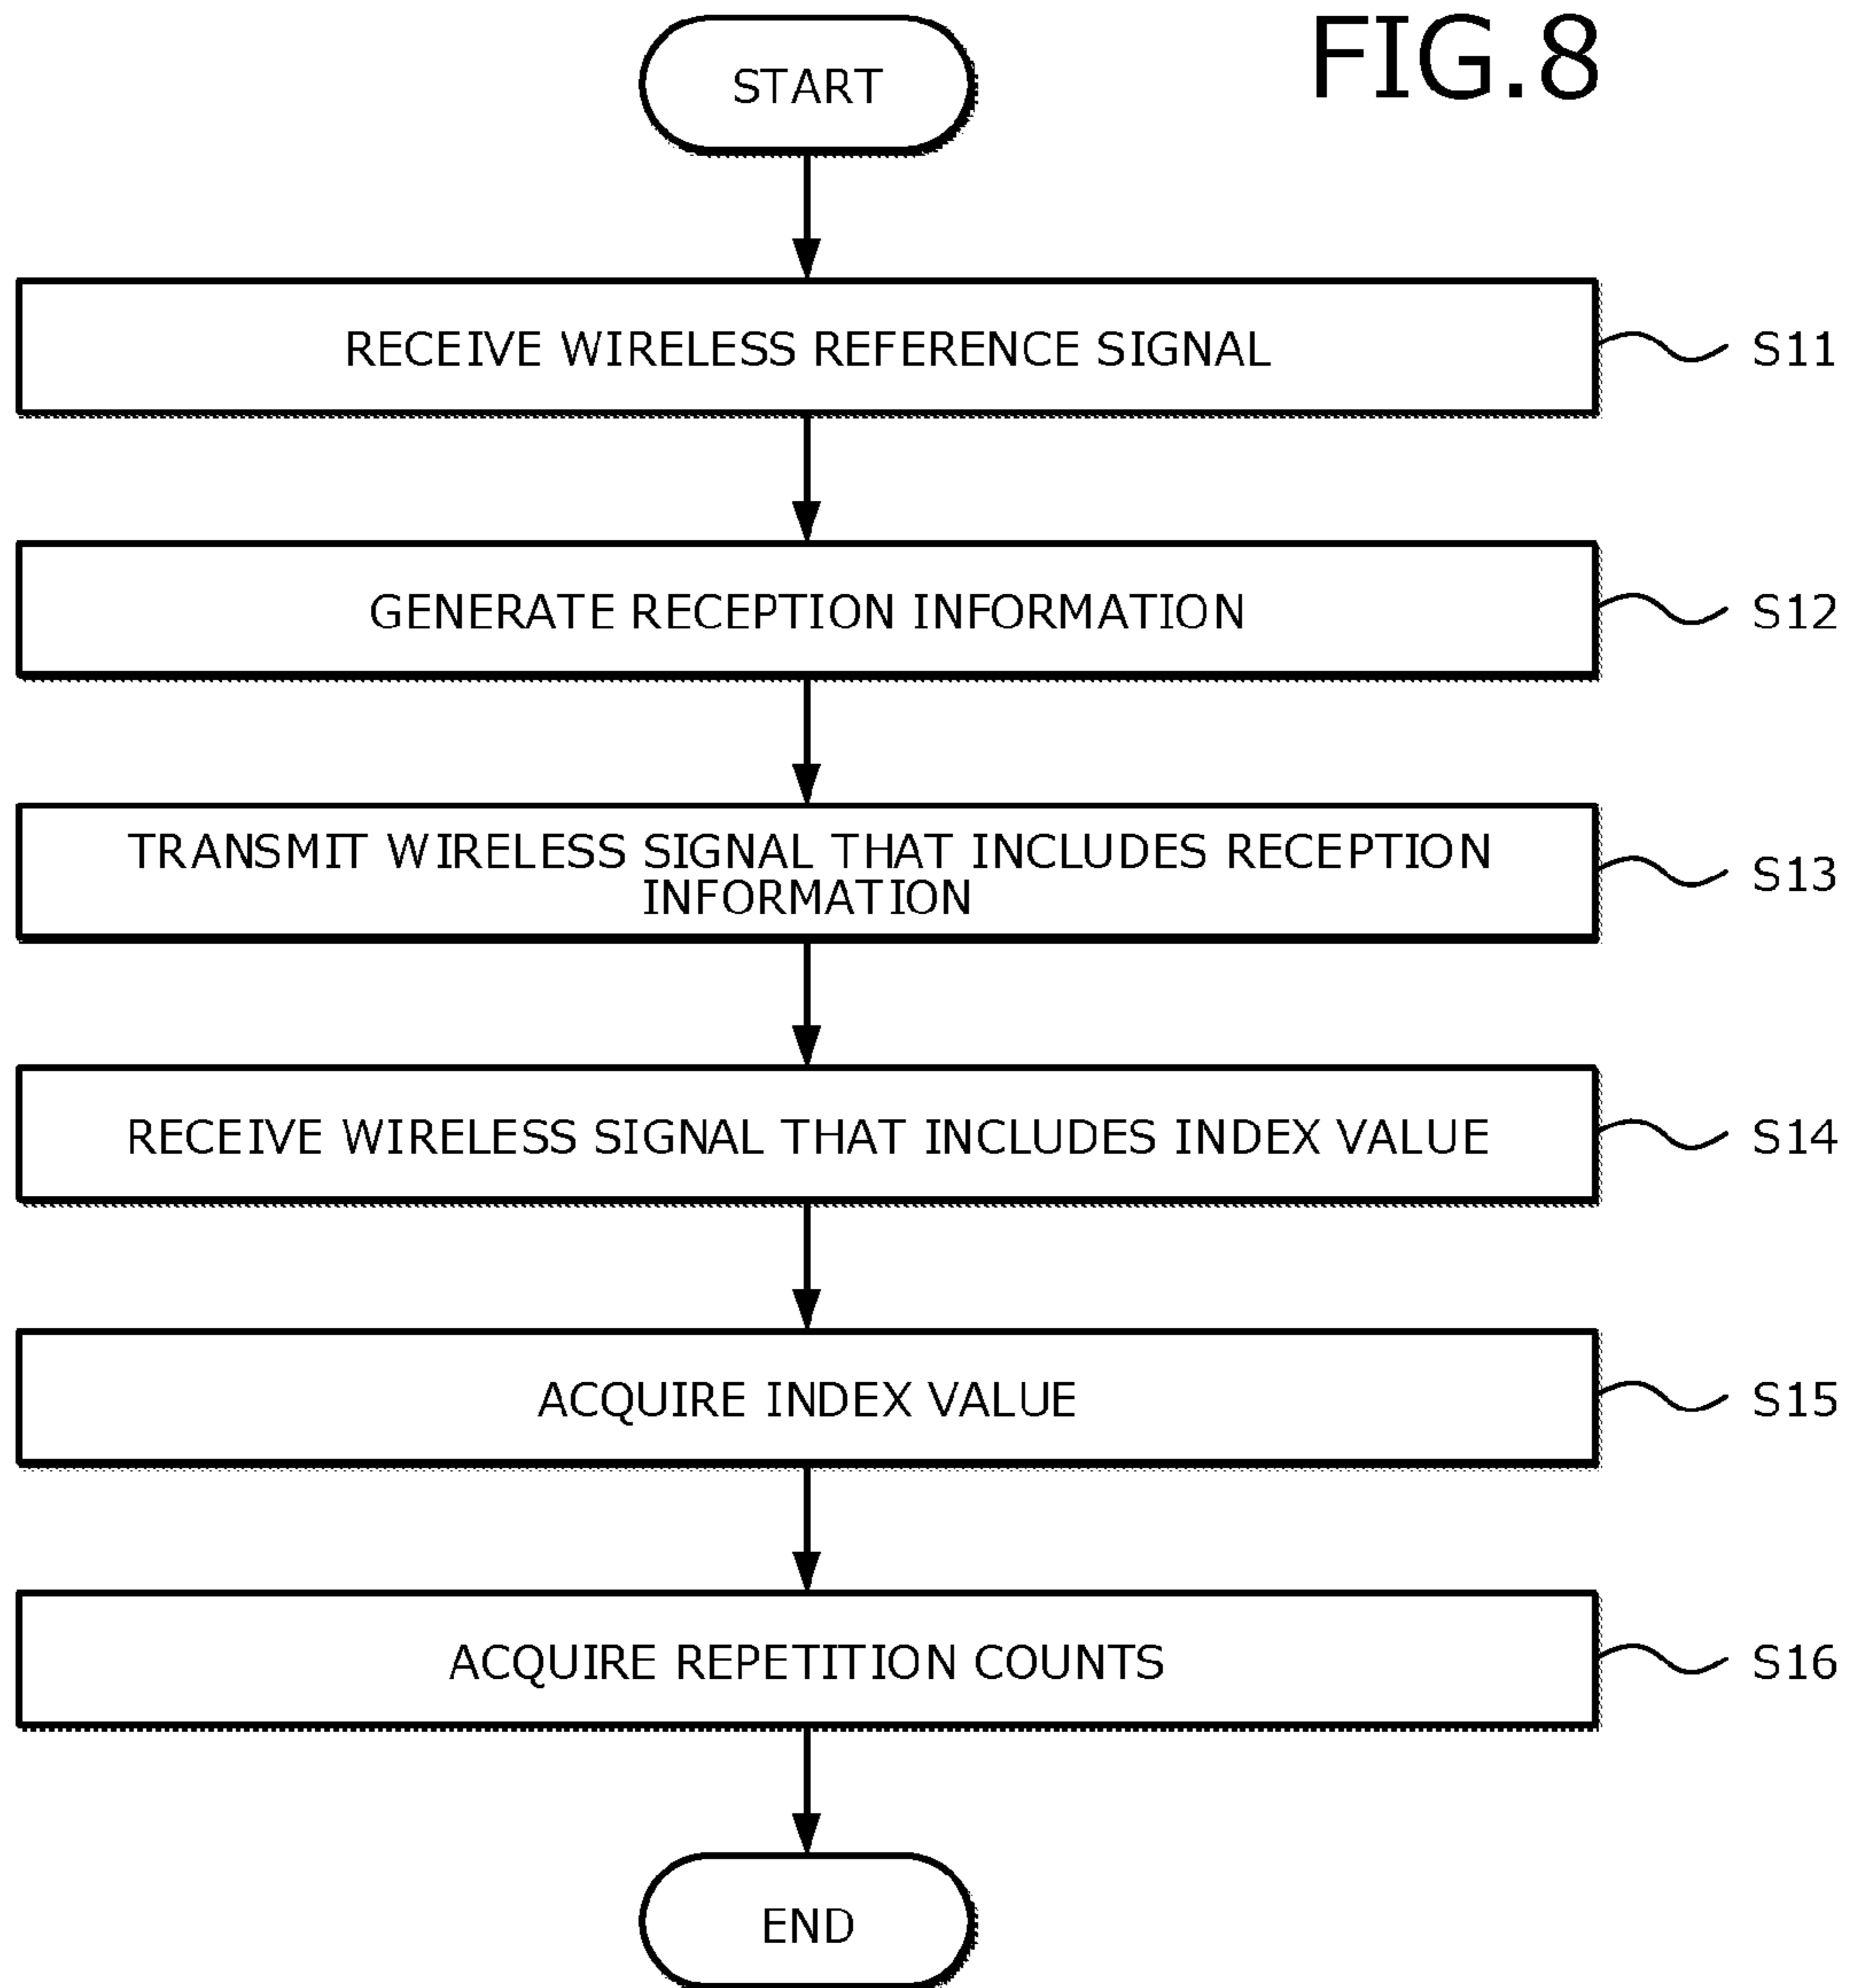 FIG.8
START
RECEIVE WIRELESS REFERENCE SIGNAL
S11
GENERATE RECEPTION INFORMATION
S12
TRANSMIT WIRELESS SIGNAL THAT INCLUDES RECEPTION
INFORMATION
S13
RECEIVE WIRELESS SIGNAL THAT INCLUDES INDEX VALUE
S14
ACQUIRE INDEX VALUE
S15
ACQUIRE REPETITION COUNTS
S16
END